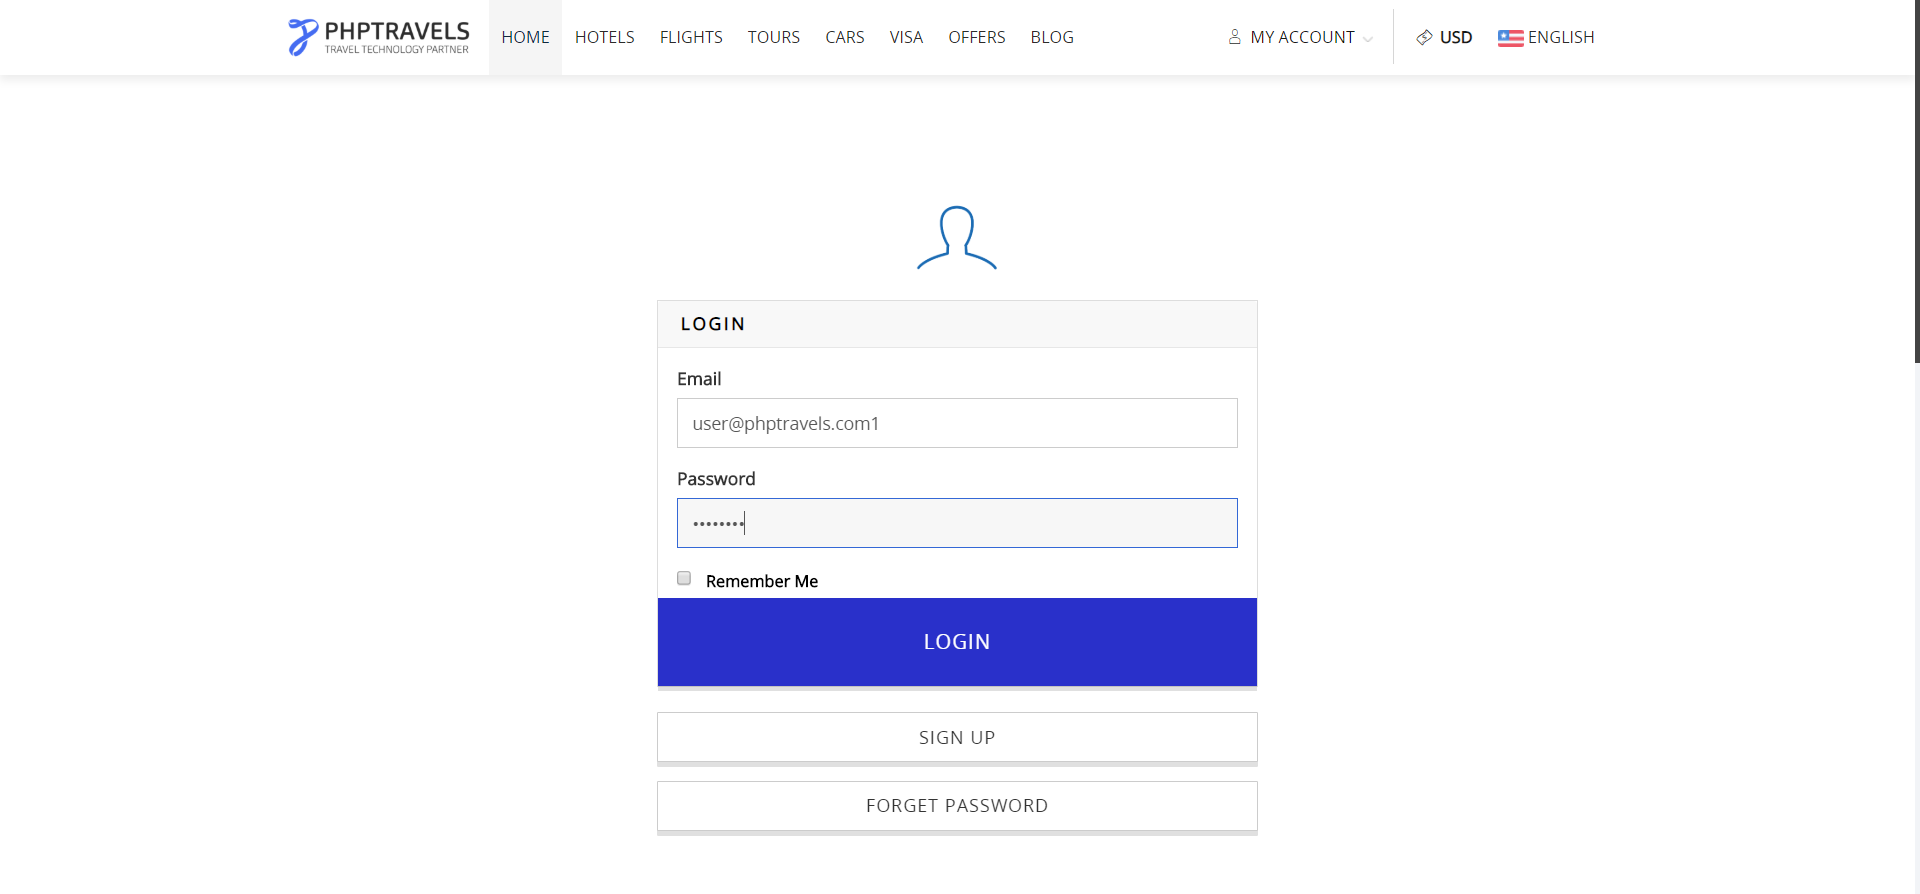 PHPTRAVELS
TRAVEL TECHNOLOGY PARTNER
HOME HOTELS FLIGHTS TOURS CARS VISA OFFERS BLOG MY ACCOUNT USD ENGLISH
LOGIN
Email
user@phptravels.com1
Password
••••••••
Remember Me
LOGIN
SIGN UP
FORGET PASSWORD